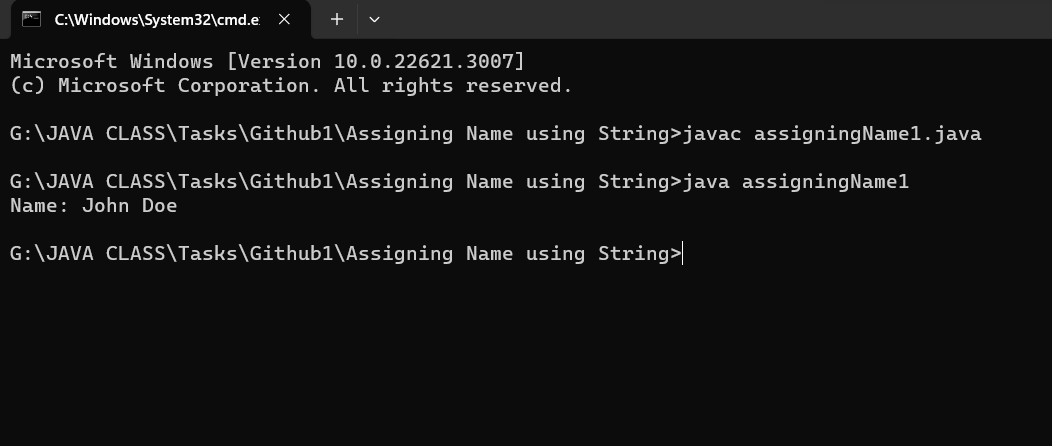 C:\Windows\System32\cmd.e
Microsoft Windows [Version 10.0.22621.3007]
(c) Microsoft Corporation. All rights reserved.
G:\JAVA CLASS\Tasks\Github1\Assigning Name using String>javac assigningName1.java
G:\JAVA CLASS\Tasks\Github1\Assigning Name using String>java assigningName1
Name: John Doe
G:\JAVA CLASS\Tasks\Github1\Assigning Name using String>